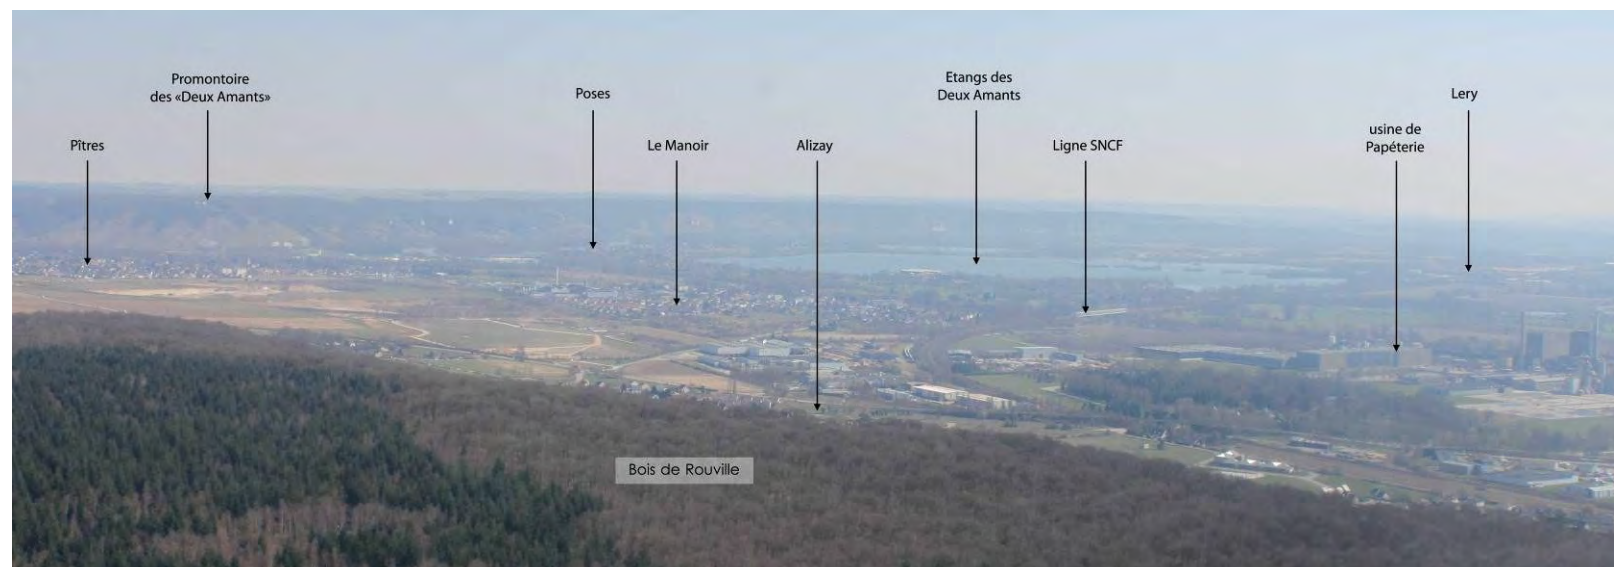 Promontoire
des «Deux Amants»
Poses
Etangs des
Deux Amants
Lery
Pîtres
Le Manoir
Alizay
Ligne SNCF
usine de
Papéterie
Bois de Rouville